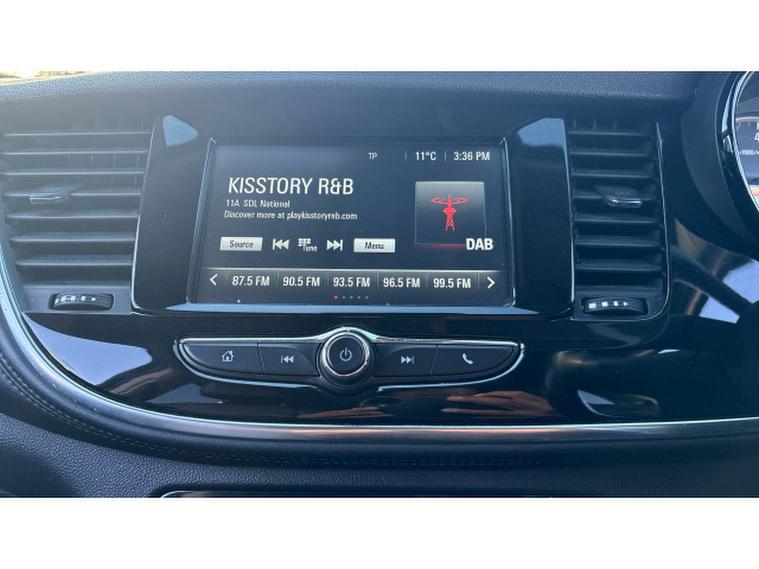 TP 11°C 3:36 PM
KISSTORY R&B
11A SDL National
Discover more at playkisstoryrnb.com
Source Tune Menu
DAB
87.5 FM 90.5 FM 93.5 FM 96.5 FM 99.5 FM